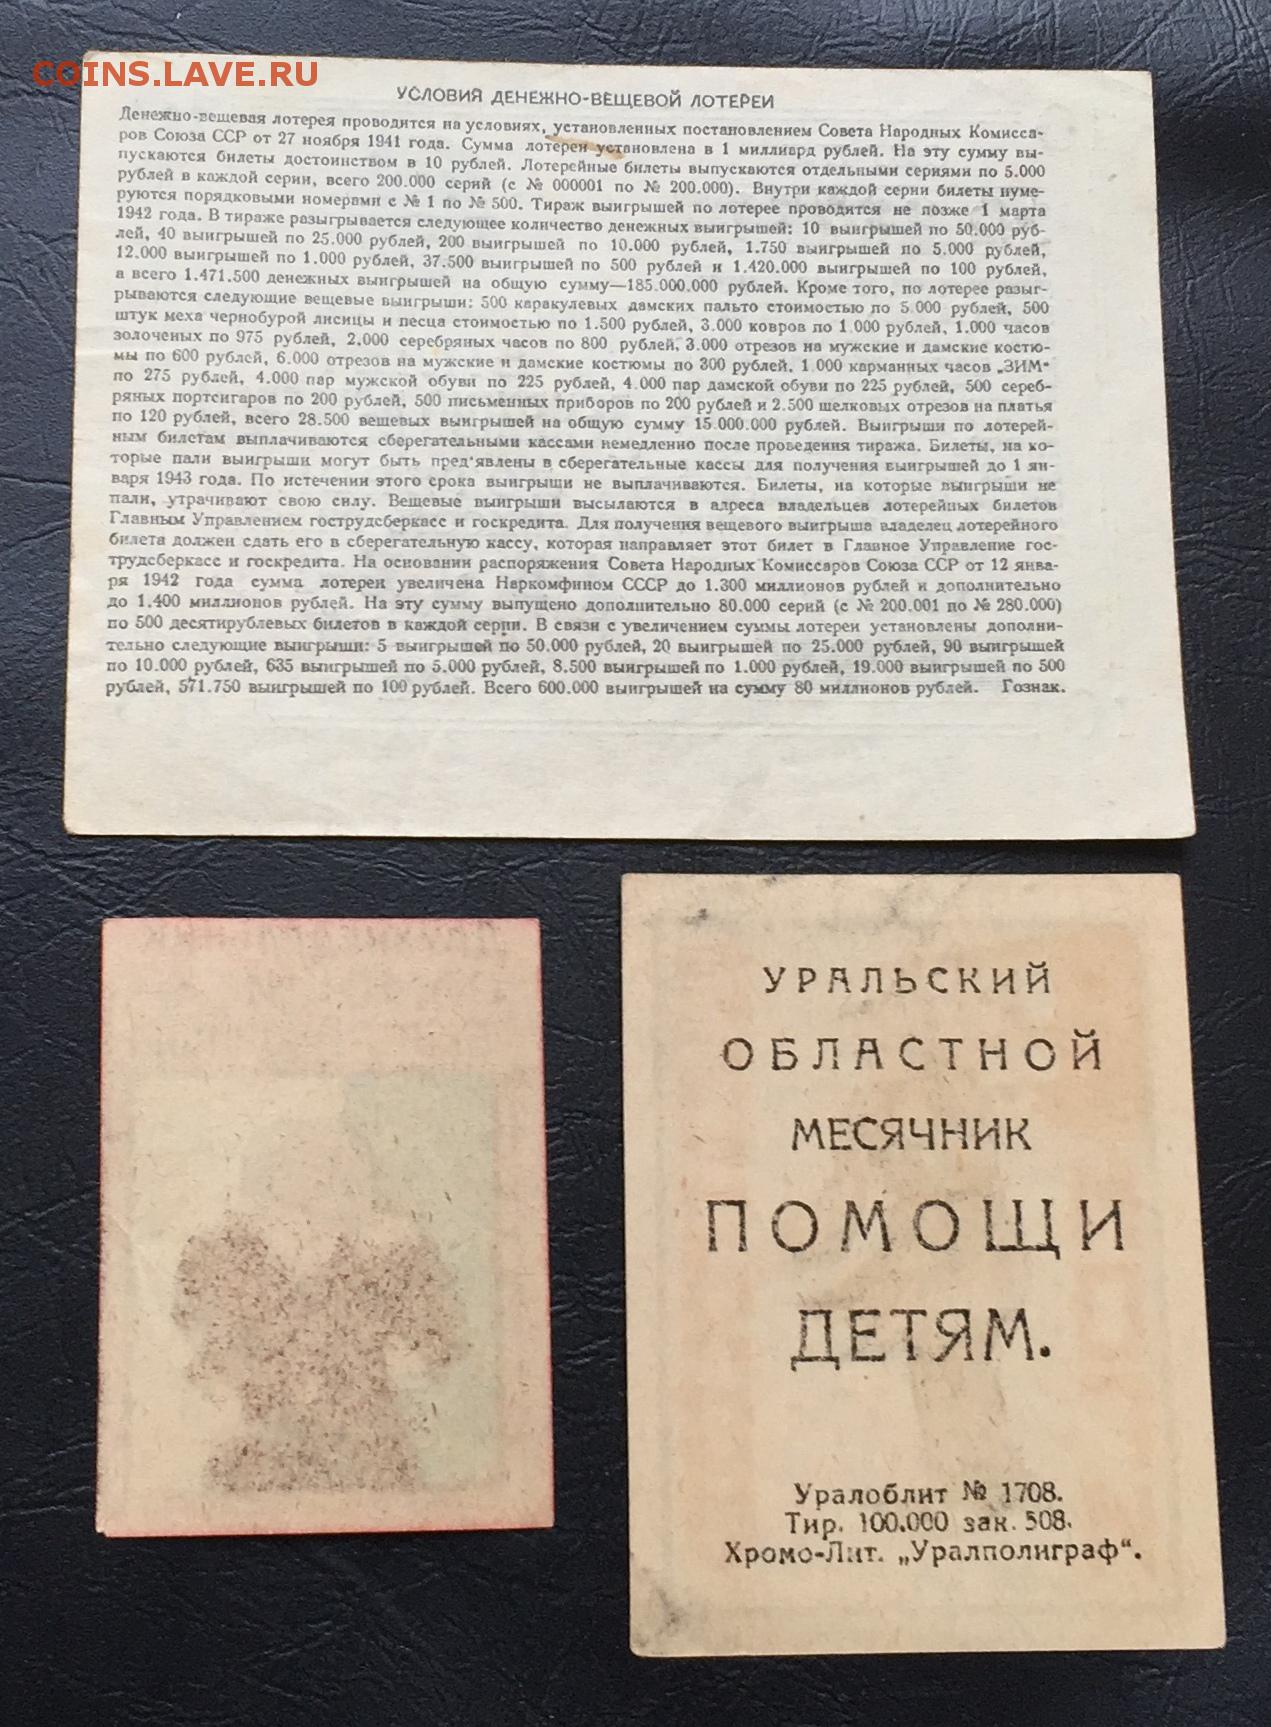 COINS.LAVE.RU
УСЛОВИЯ ДЕНЕЖНО-ВЕЩЕВОЙ ЛОТЕРЕИ
Денежно-вещевая лотерея проводится на условиях, установленных постановлением Совета Народных Комисса-
ров Союза ССР от 27 ноября 1941 года. Сумма лотереи установлена в 1 миллиард рублей. На эту сумму вы-
пускаются билеты достоинством в 10 рублей. Лотерейные билеты выпускаются отдельными сериями по 5.000
рублей в каждой серии, всего 200.000 серий (с № 000001 по № 200.000). Внутри каждой серии билеты нуме-
руются порядковыми номерами с № 1 по № 500. Тираж выигрышей по лотерее проводится не позже 1 марта
1942 года. В тираже разыгрывается следующее количество денежных выигрышей: 10 выигрышей по 50.000 руб-
лей, 40 выигрышей по 25.000 рублей, 200 выигрышей по 10.000 рублей, 1.750 выигрышей по 5.000 рублей,
12.000 выигрышей по 1.000 рублей, 37.500 выигрышей по 500 рублей и 1.420.000 выигрышей по 100 рублей,
а всего 1.471.500 денежных выигрышей на общую сумму—185.000.000 рублей. Кроме того, по лотерее разыг-
рываются следующие вещевые выигрыши: 500 каракулевых дамских пальто стоимостью по 5.000 рублей, 500
штук меха чернобурой лисицы и песца стоимостью по 1.500 рублей, 3.000 ковров по 1.000 рублей, 1.000 часов
золоченых по 975 рублей, 2.000 серебряных часов по 800 рублей, 3.000 отрезов на мужские и дамские костю-
мы по 600 рублей, 6.000 отрезов на мужские и дамские костюмы по 300 рублей, 1.000 карманных часов „ЗИМ"
по 275 рублей, 4.000 пар мужской обуви по 225 рублей, 4.000 пар дамской обуви по 225 рублей, 500 сереб-
ряных портсигаров по 200 рублей, 500 письменных приборов по 200 рублей и 2.500 шелковых отрезов на платья
по 120 рублей, всего 28.500 вещевых выигрышей на общую сумму 15.000.000 рублей. Выигрыши по лотерей-
ным билетам выплачиваются сберегательными кассами немедленно после проведения тиража. Билеты, на ко-
торые пали выигрыши могут быть пред'явлены в сберегательные кассы для получения выигрышей до 1 ян-
варя 1943 года. По истечении этого срока выигрыши не выплачиваются. Билеты, на которые выигрыши не
пали, утрачивают свою силу. Вещевые выигрыши высылаются в адреса владельцев лотерейных билетов
Главным Управлением гострудсберкасс и госкредита. Для получения вещевого выигрыша владелец лотерейного
билета должен сдать его в сберегательную кассу, которая направляет этот билет в Главное Управление гос-
трудсберкасс и госкредита. На основании распоряжения Совета Народных Комиссаров Союза ССР от 12 янва-
ря 1942 года сумма лотереи увеличена Наркомфином СССР до 1.300 миллионов рублей и дополнительно
до 1.400 миллионов рублей. На эту сумму выпущено дополнительно 80.000 серий (с № 200.001 по № 280.000)
по 500 десятирублевых билетов в каждой серии. В связи с увеличением суммы лотереи установлены дополни-
тельно следующие выигрыши: 5 выигрышей по 50.000 рублей, 20 выигрышей по 25.000 рублей, 90 выигрышей
по 10.000 рублей, 635 выигрышей по 5.000 рублей, 8.500 выигрышей по 1.000 рублей, 19.000 выигрышей по 500
рублей, 571.750 выигрышей по 100 рублей. Всего 600.000 выигрышей на сумму 80 миллионов рублей. Гознак.
УРАЛЬСКИЙ
ОБЛАСТНОЙ
МЕСЯЧНИК
ПОМОЩИ
ДЕТЯМ.
Уралоблит № 1708.
Тир. 100.000 зак. 508.
Хромо-Лит. „Уралполиграф“.